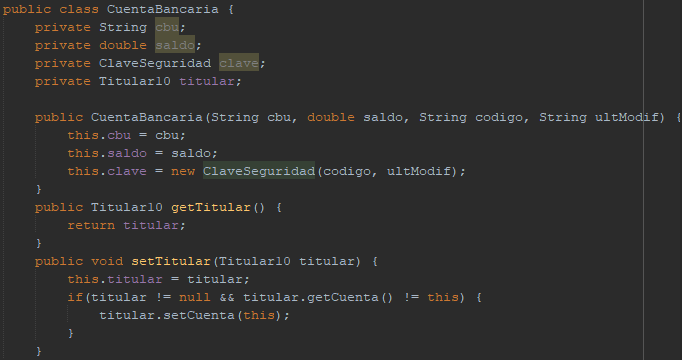 public class CuentaBancaria {
    private String cbu;
    private double saldo;
    private ClaveSeguridad clave;
    private Titular10 titular;

    public CuentaBancaria(String cbu, double saldo, String codigo, String ultModif) {
        this.cbu = cbu;
        this.saldo = saldo;
        this.clave = new ClaveSeguridad(codigo, ultModif);
    }
    public Titular10 getTitular() {
        return titular;
    }
    public void setTitular(Titular10 titular) {
        this.titular = titular;
        if(titular != null && titular.getCuenta() != this) {
            titular.setCuenta(this);
        }
    }